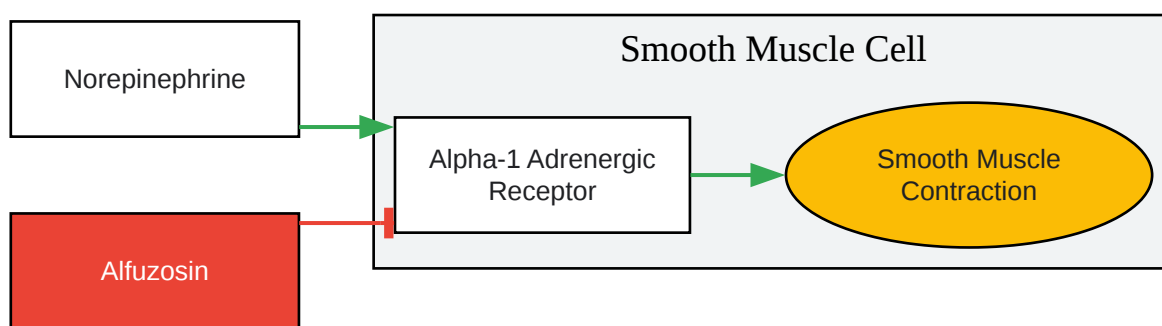 Smooth Muscle Cell
Norepinephrine
Alpha-1 Adrenergic
Receptor
Smooth Muscle
Contraction
Alfuzosin